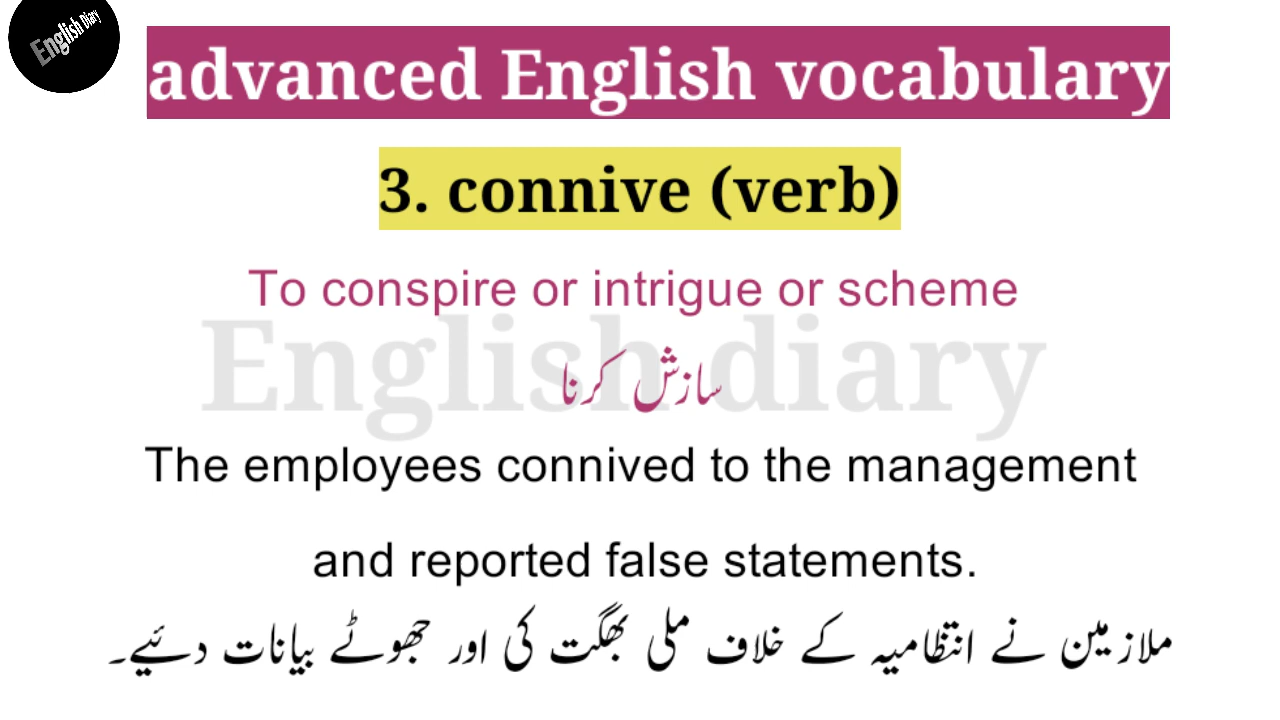 English Diary
advanced English vocabulary
3. connive (verb)
To conspire or intrigue or scheme
English diary
سازش کرنا
The employees connived to the management
and reported false statements.
ملازمین نے انتظامیہ کے خلاف ملی بھگت کی اور جھوٹے بیانات دئیے۔